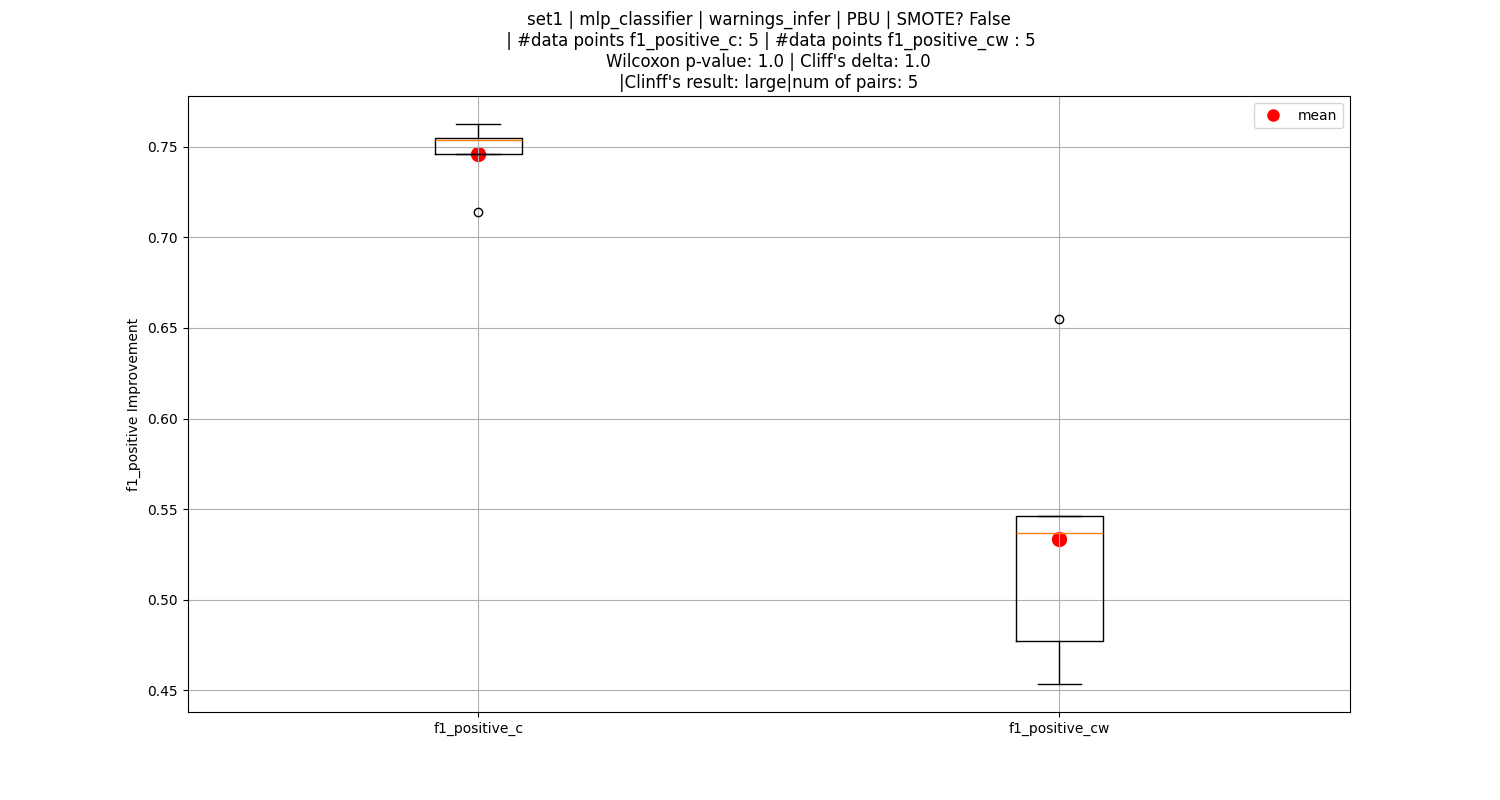 set1 | mlp_classifier | warnings_infer | PBU | SMOTE? False
| #data points f1_positive_c: 5 | #data points f1_positive_cw : 5
Wilcoxon p-value: 1.0 | Cliff's delta: 1.0
|Clinff's result: large|num of pairs: 5
mean
0.75
0.70
0.65
0.60
0.55
0.50
0.45
f1_positive Improvement
f1_positive_c
f1_positive_cw